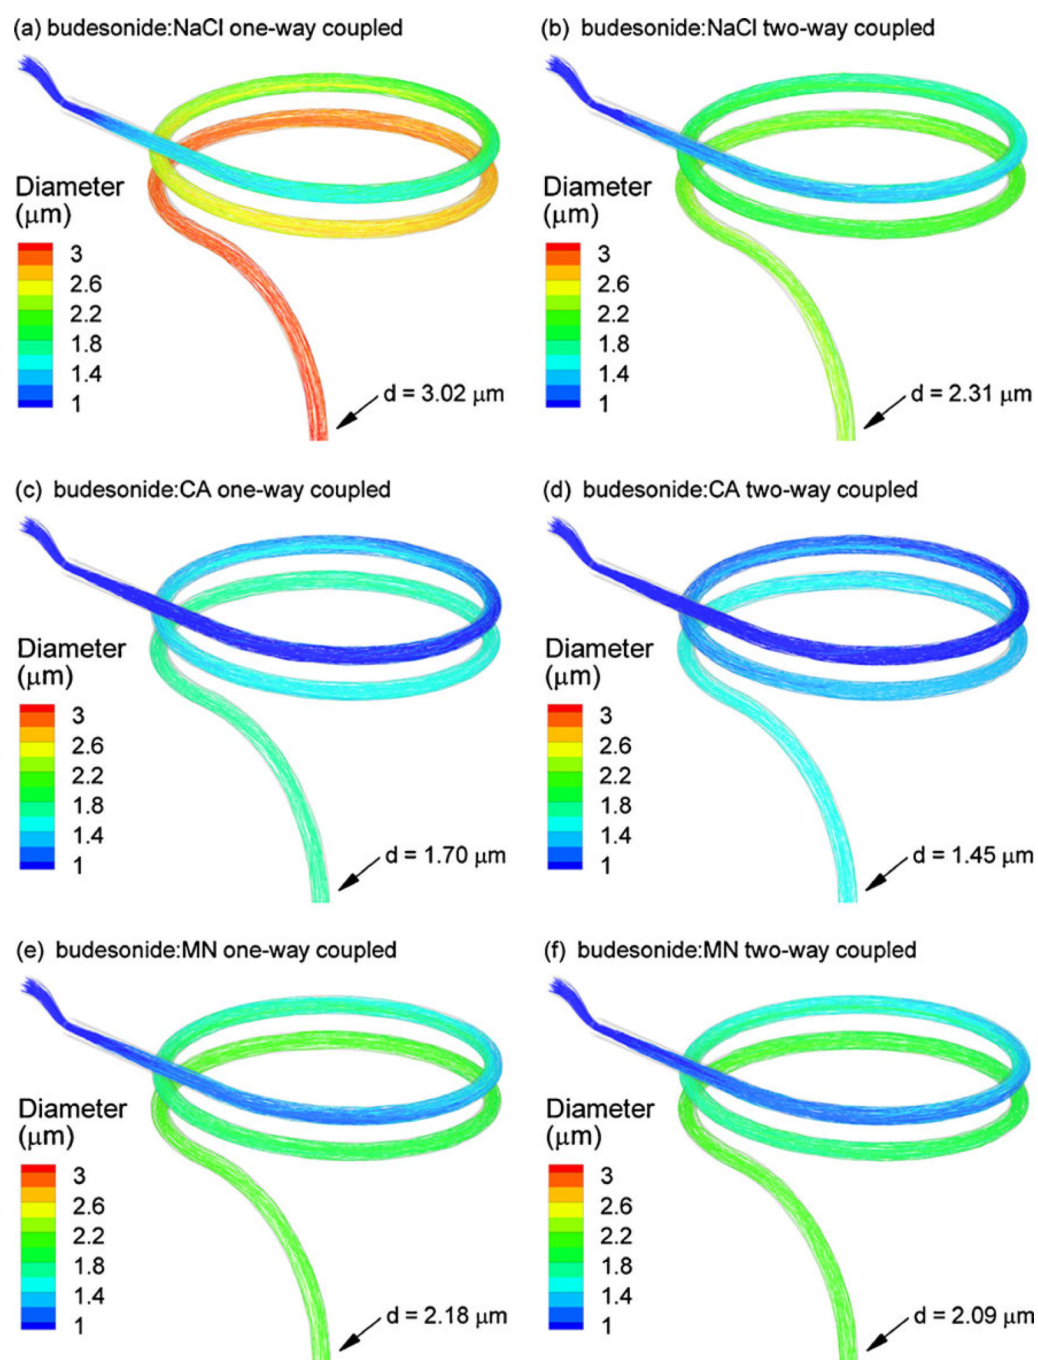 (a) budesonide:NaCl one-way coupled
Diameter
(μm)
3
2.6
2.2
1.8
1.4
1
d = 3.02 μm
(b) budesonide:NaCl two-way coupled
Diameter
(μm)
3
2.6
2.2
1.8
1.4
1
d = 2.31 μm
(c) budesonide:CA one-way coupled
Diameter
(μm)
3
2.6
2.2
1.8
1.4
1
d = 1.70 μm
(d) budesonide:CA two-way coupled
Diameter
(μm)
3
2.6
2.2
1.8
1.4
1
d = 1.45 μm
(e) budesonide:MN one-way coupled
Diameter
(μm)
3
2.6
2.2
1.8
1.4
1
d = 2.18 μm
(f) budesonide:MN two-way coupled
Diameter
(μm)
3
2.6
2.2
1.8
1.4
1
d = 2.09 μm